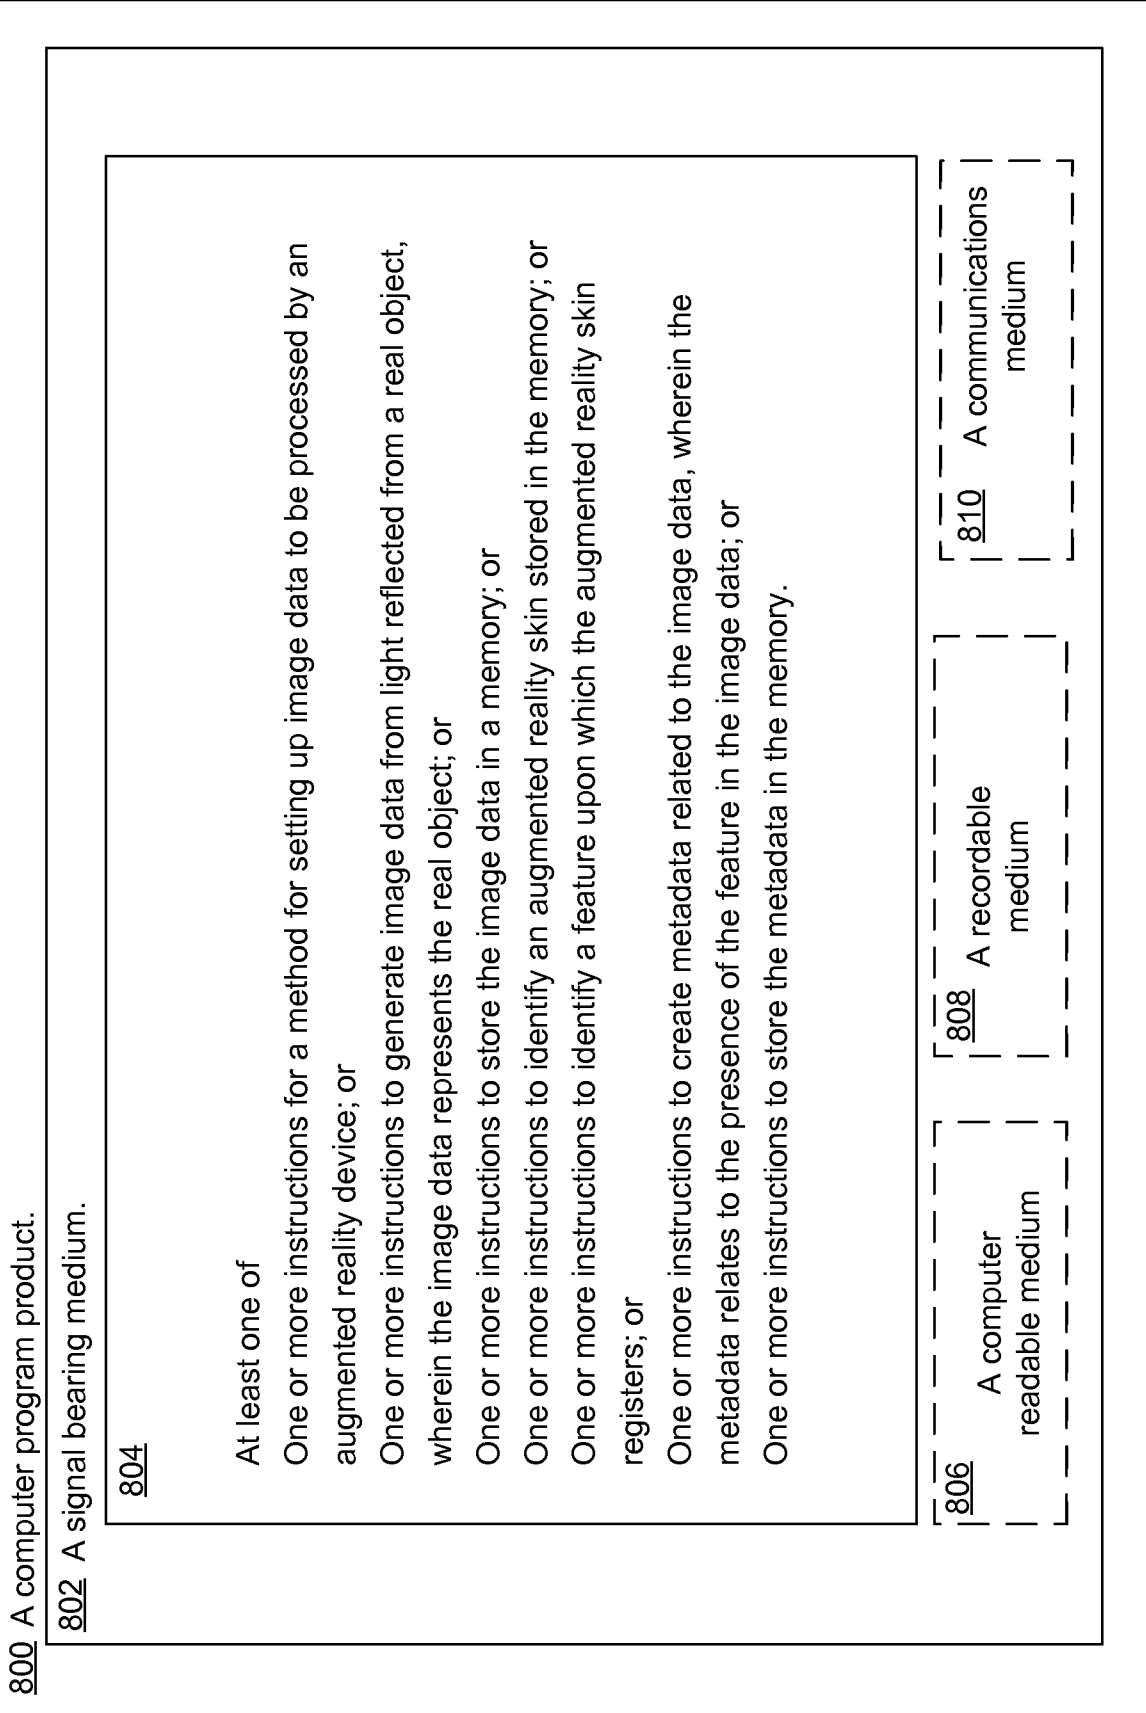 800 A computer program product.
802 A signal bearing medium.
804
At least one of
One or more instructions for a method for setting up image data to be processed by an
augmented reality device; or
One or more instructions to generate image data from light reflected from a real object,
wherein the image data represents the real object; or
One or more instructions to store the image data in a memory; or
One or more instructions to identify an augmented reality skin stored in the memory; or
One or more instructions to identify a feature upon which the augmented reality skin
registers; or
One or more instructions to create metadata related to the image data, wherein the
metadata relates to the presence of the feature in the image data; or
One or more instructions to store the metadata in the memory.
806
A computer
readable medium
808
A recordable
medium
810
A communications
medium